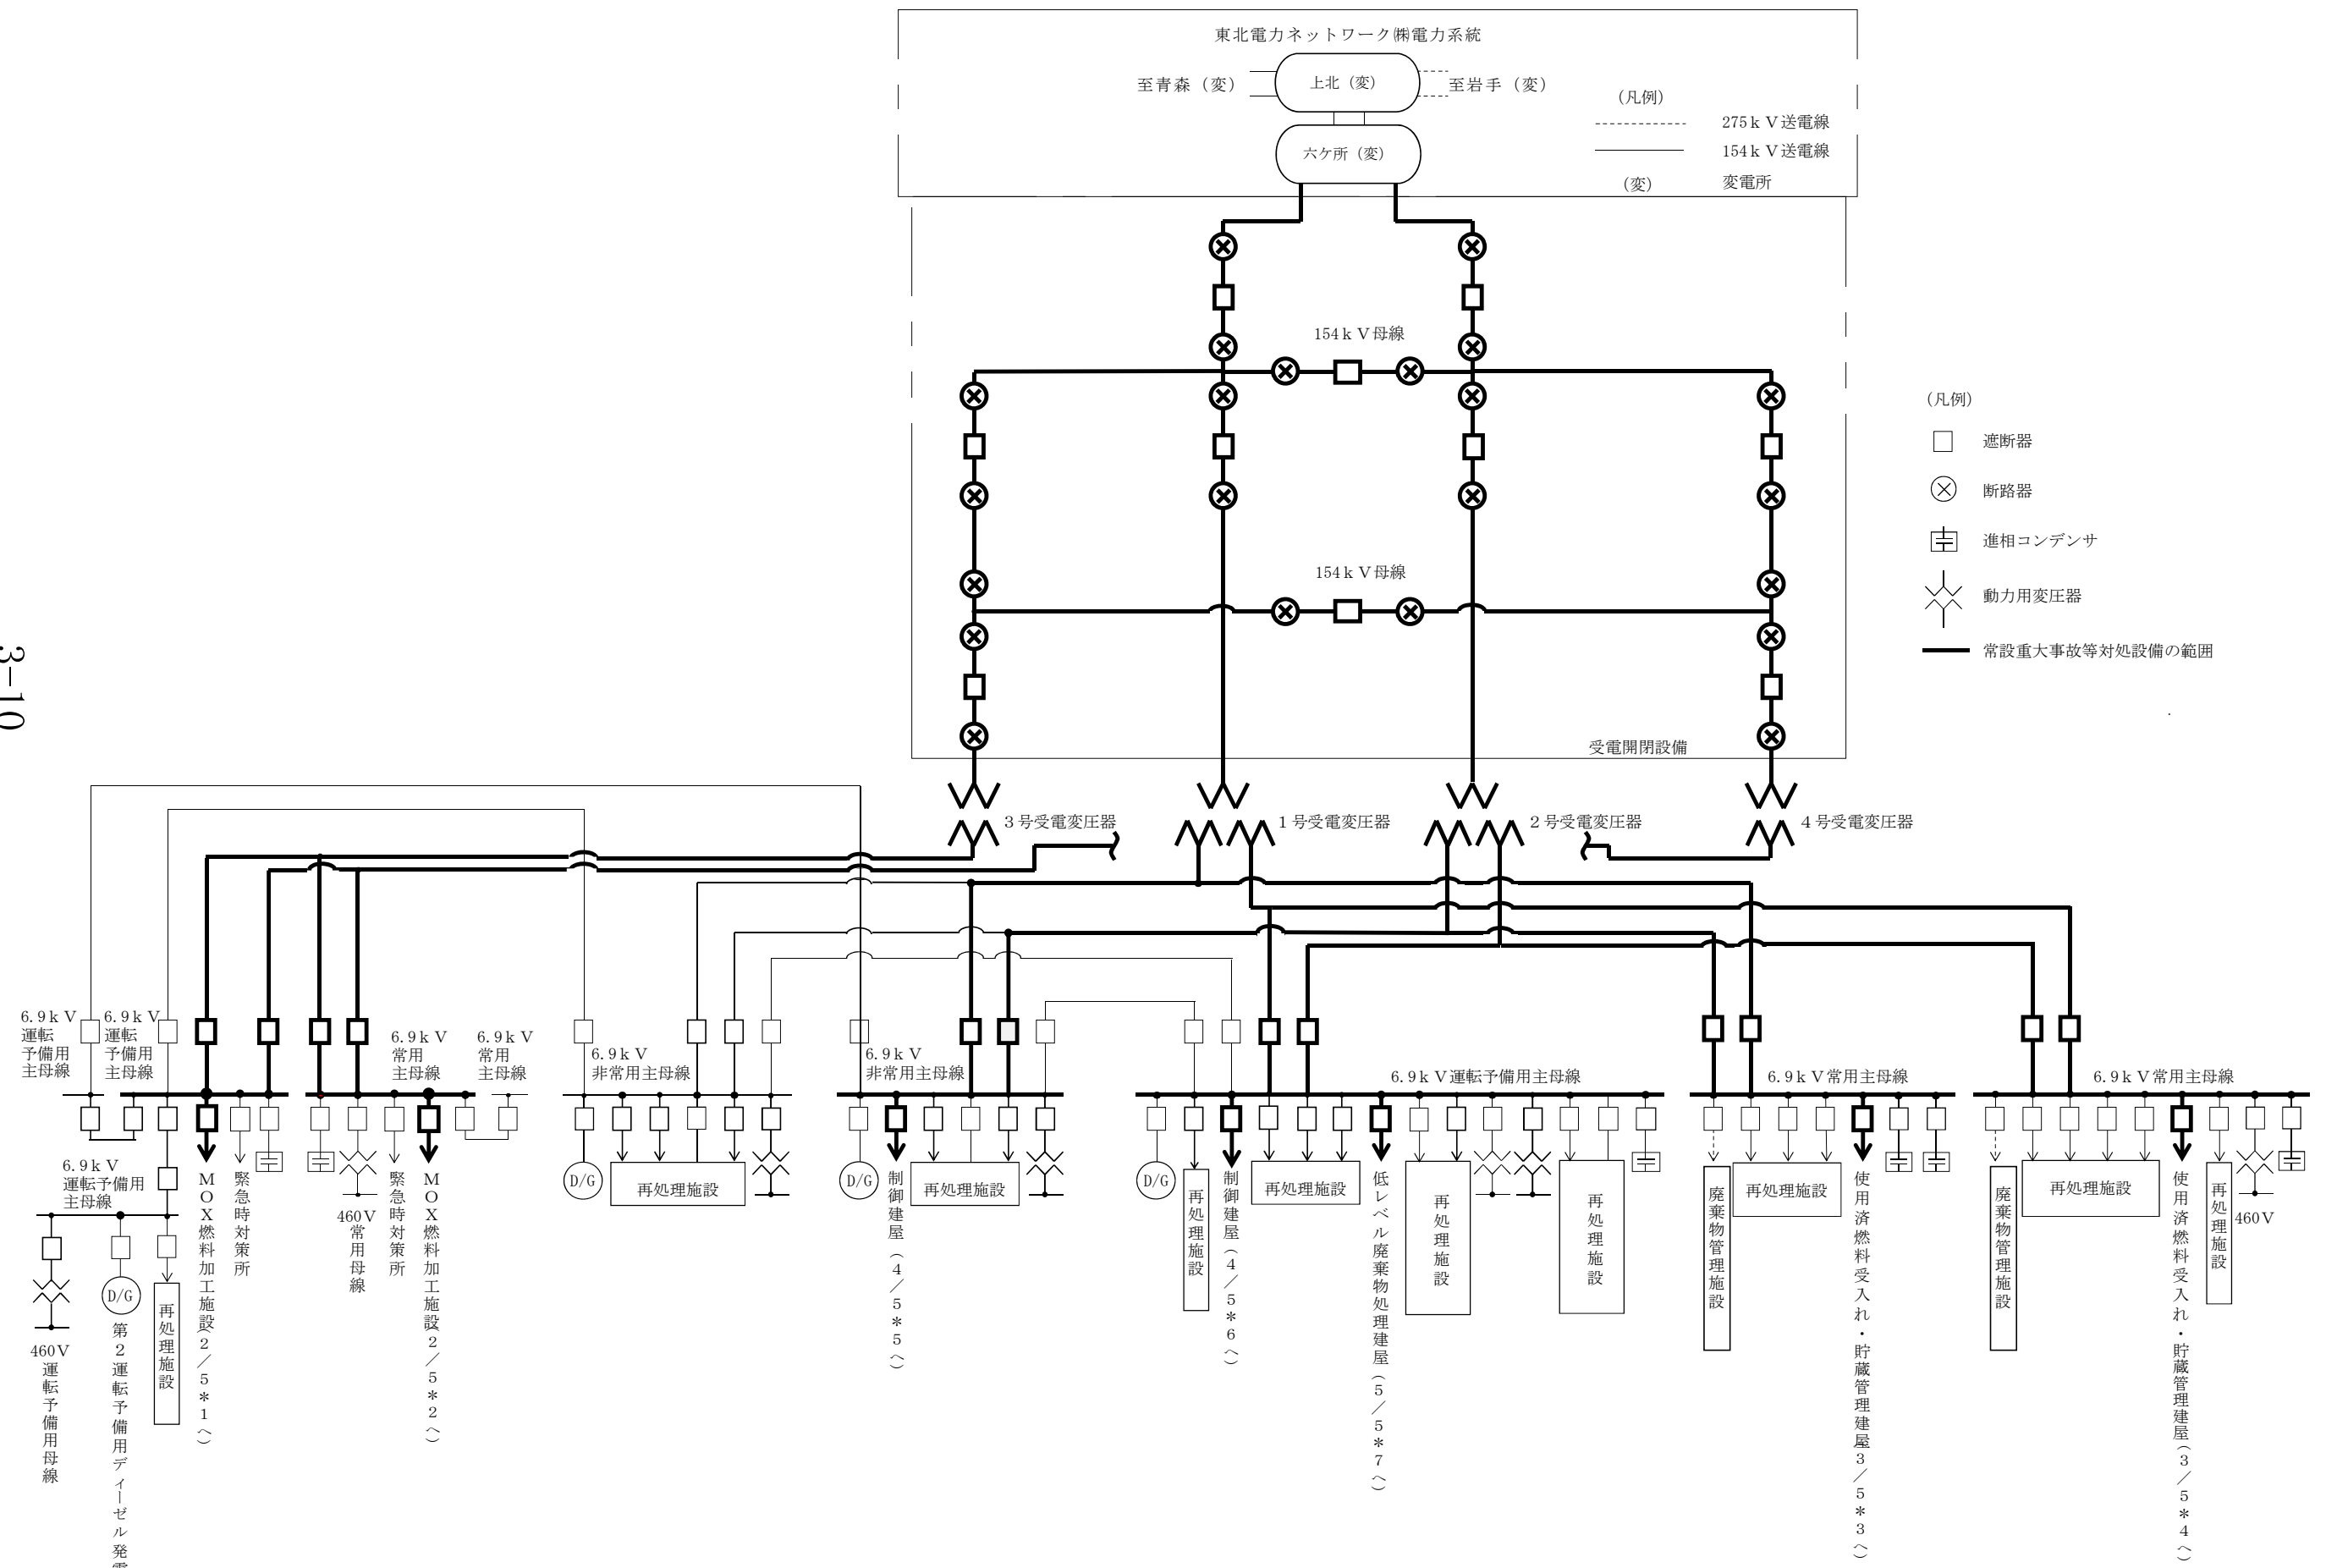 東北電力ネットワーク㈱電力系統
至青森（変）
上北（変）
至岩手（変）
六ケ所（変）
（凡例）
275ｋＶ送電線
154ｋＶ送電線
（変）
変電所
154ｋＶ母線
154ｋＶ母線
受電開閉設備
（凡例）
遮断器
断路器
進相コンデンサ
動力用変圧器
常設重大事故等対処設備の範囲
3-10
３号受電変圧器
１号受電変圧器
２号受電変圧器
４号受電変圧器
6.9ｋＶ
運転
予備用
主母線
6.9ｋＶ
運転
予備用
主母線
6.9ｋＶ
常用
主母線
6.9ｋＶ
常用
主母線
6.9ｋＶ
非常用主母線
6.9ｋＶ
非常用主母線
6.9ｋＶ運転予備用主母線
6.9ｋＶ常用主母線
6.9ｋＶ常用主母線
6.9ｋＶ
運転予備用
主母線
D/G
460Ｖ
運転予備用母線
第２運転予備用ディーゼル発
再処理施設
ＭＯＸ燃料加工施設（２／５＊１へ）
緊急時対策所
460Ｖ
常用母線
緊急時対策所
ＭＯＸ燃料加工施設（２／５＊２へ）
D/G
再処理施設
D/G
制御建屋（４／５＊５へ）
再処理施設
D/G
再処理施設
制御建屋（４／５＊６へ）
再処理施設
低レベル廃棄物処理建屋（５／５＊７へ）
再処理施設
再処理施設
廃棄物管理施設
再処理施設
使用済燃料受入れ・貯蔵管理建屋（３／５＊３へ）
廃棄物管理施設
再処理施設
使用済燃料受入れ・貯蔵管理建屋（３／５＊４へ）
再処理施設
460Ｖ